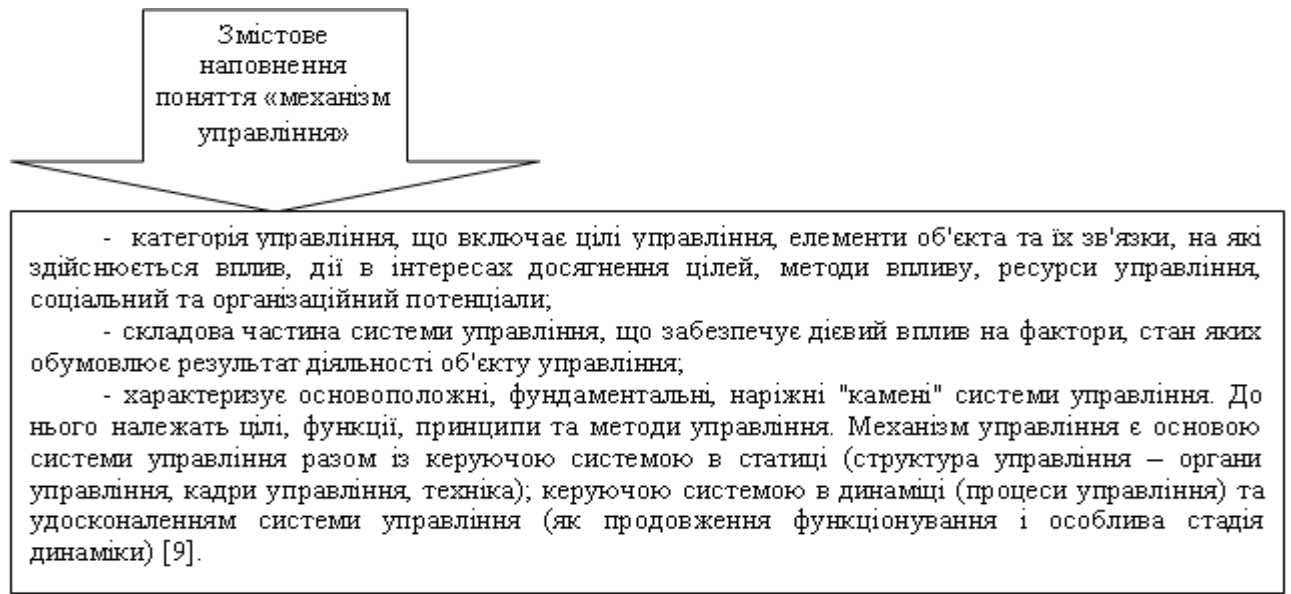 Змістове
наповнення
поняття «механізм
управління»
- категорія управління, що включає цілі управління, елементи об'єкта та їх зв'язки, на які
здійснюється вплив, дії в інтересах досягнення цілей, методи впливу, ресурси управління,
соціальний та організаційний потенціали;
- складова частина системи управління, що забезпечує дієвий вплив на фактори, стан яких
обумовлює результат діяльності об'єкту управління;
- характеризує основоположні, фундаментальні, наріжні "камені" системи управління. До
нього належать цілі, функції, принципи та методи управління. Механізм управління є основою
системи управління разом із керуючою системою в статиці (структура управління – органи
управління, кадри управління, техніка); керуючою системою в динаміці (процеси управління) та
удосконаленням системи управління (як продовження функціонування і особлива стадія
динаміки) [9].